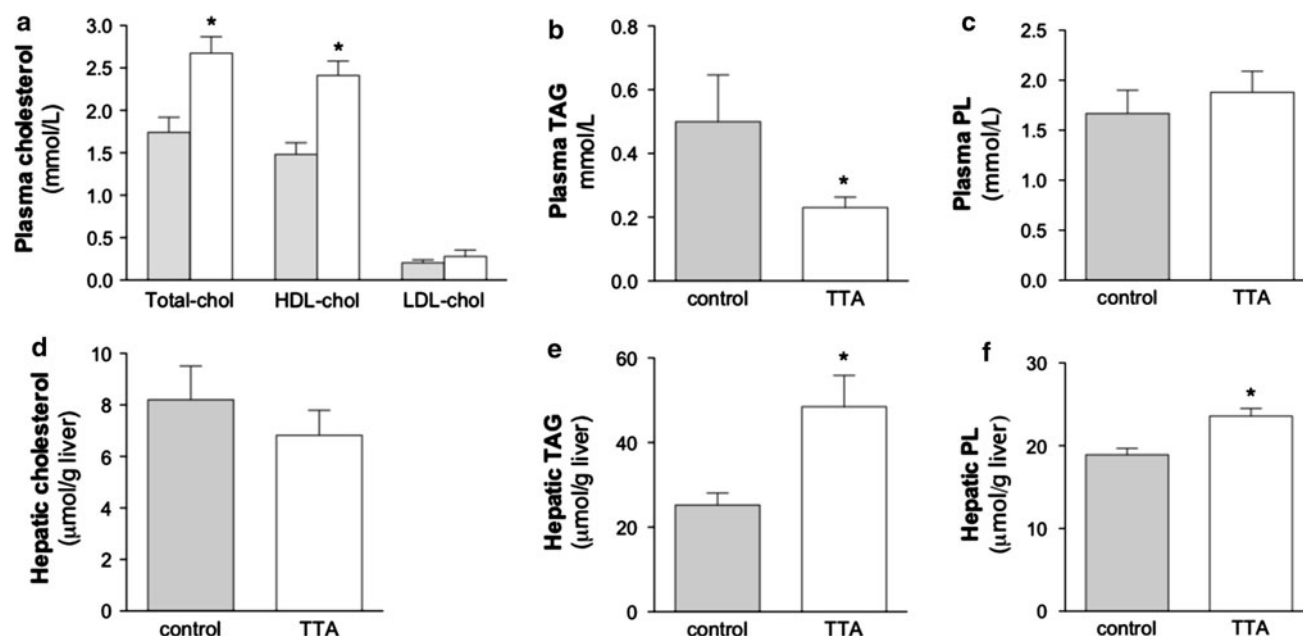 a
Plasma cholesterol
(mmol/L)
3.0
2.5
2.0
1.5
1.0
0.5
0.0
*
*
Total-chol HDL-chol LDL-chol
b
Plasma TAG
mmol/L
0.8
0.6
0.4
0.2
0.0
*
control TTA
c
Plasma PL
(mmol/L)
2.5
2.0
1.5
1.0
1.5
0.0
control TTA
d
Hepatic cholesterol
(µmol/g liver)
10
8
6
4
2
0
control TTA
e
Hepatic TAG
(µmol/g liver)
60
40
20
0
*
control TTA
f
Hepatic PL
(µmol/g liver)
30
20
10
0
*
control TTA